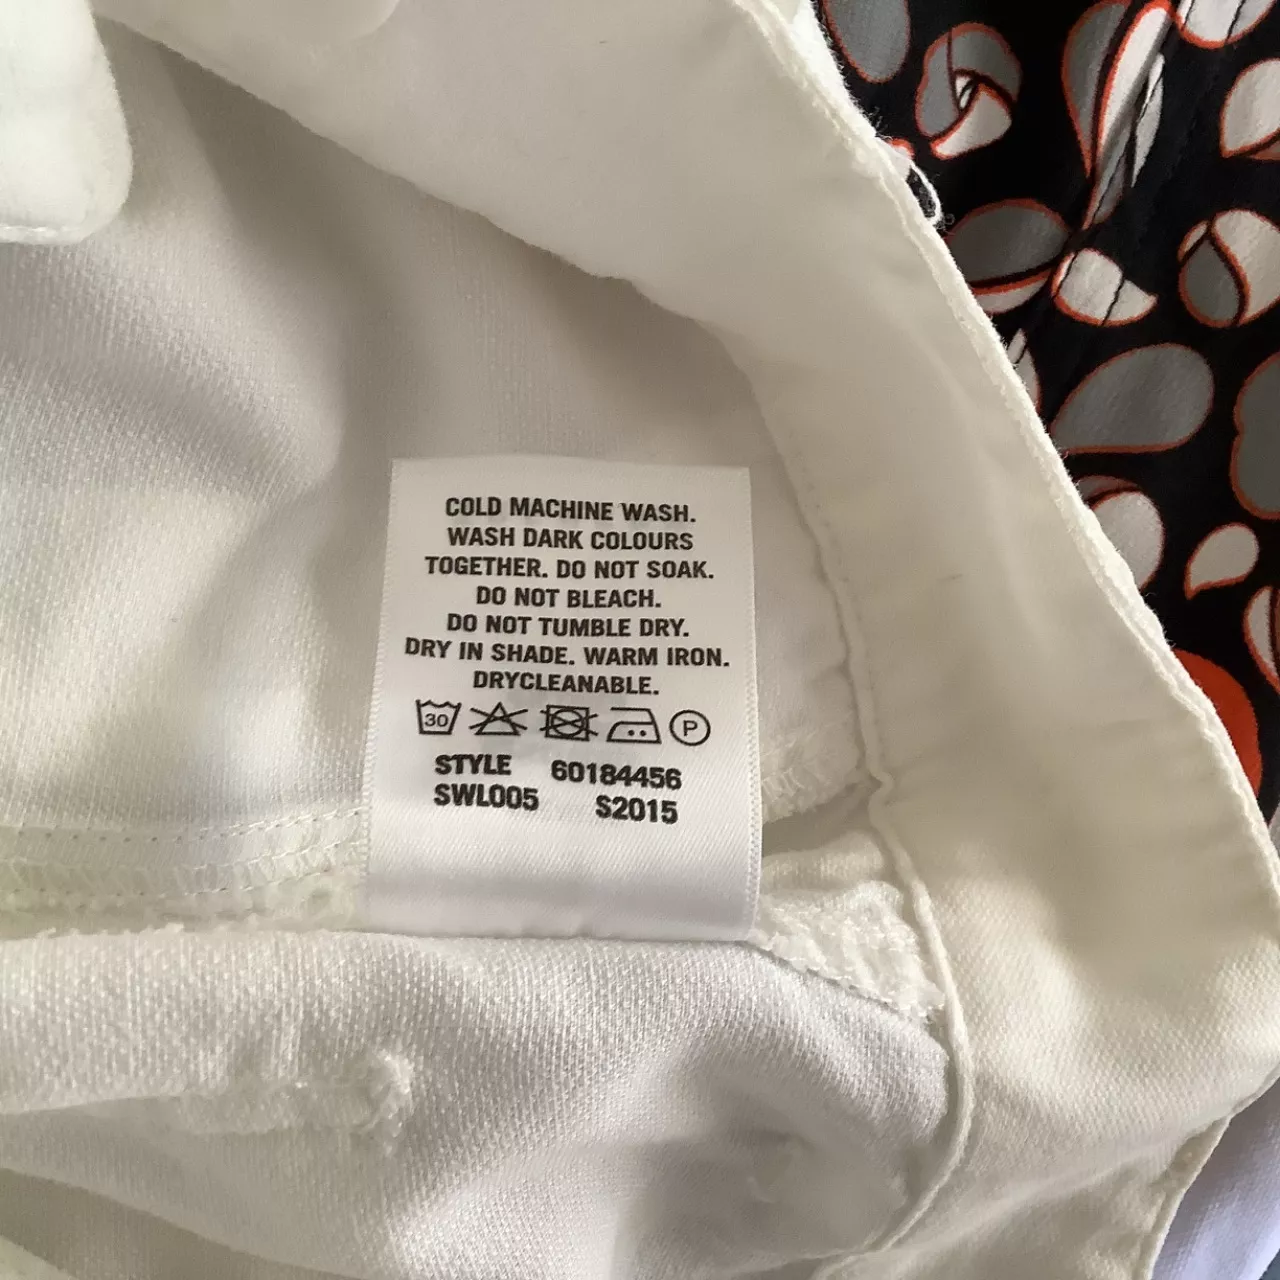 COLD MACHINE WASH.
WASH DARK COLOURS
TOGETHER. DO NOT SOAK.
DO NOT BLEACH.
DO NOT TUMBLE DRY.
DRY IN SHADE. WARM IRON.
DRYCLEANABLE.
30 P
STYLE 60184456
SWL005 S2015